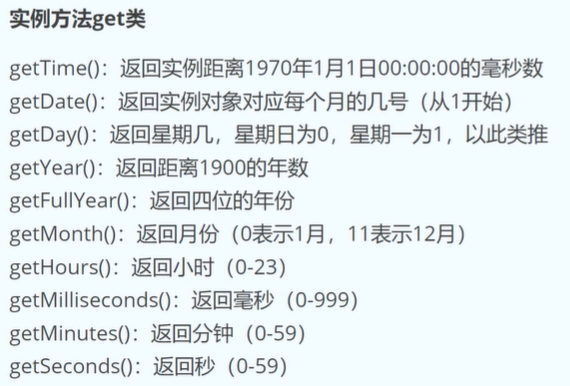 实例方法get类
getTime()：返回实例距离1970年1月1日00:00:00的毫秒数
getDate()：返回实例对象对应每个月的几号（从1开始）
getDay()：返回星期几，星期日为0，星期一为1，以此类推
getYear()：返回距离1900的年数
getFullYear()：返回四位的年份
getMonth()：返回月份（0表示1月，11表示12月）
getHours()：返回小时（0-23）
getMilliseconds()：返回毫秒（0-999）
getMinutes()：返回分钟（0-59）
getSeconds()：返回秒（0-59）